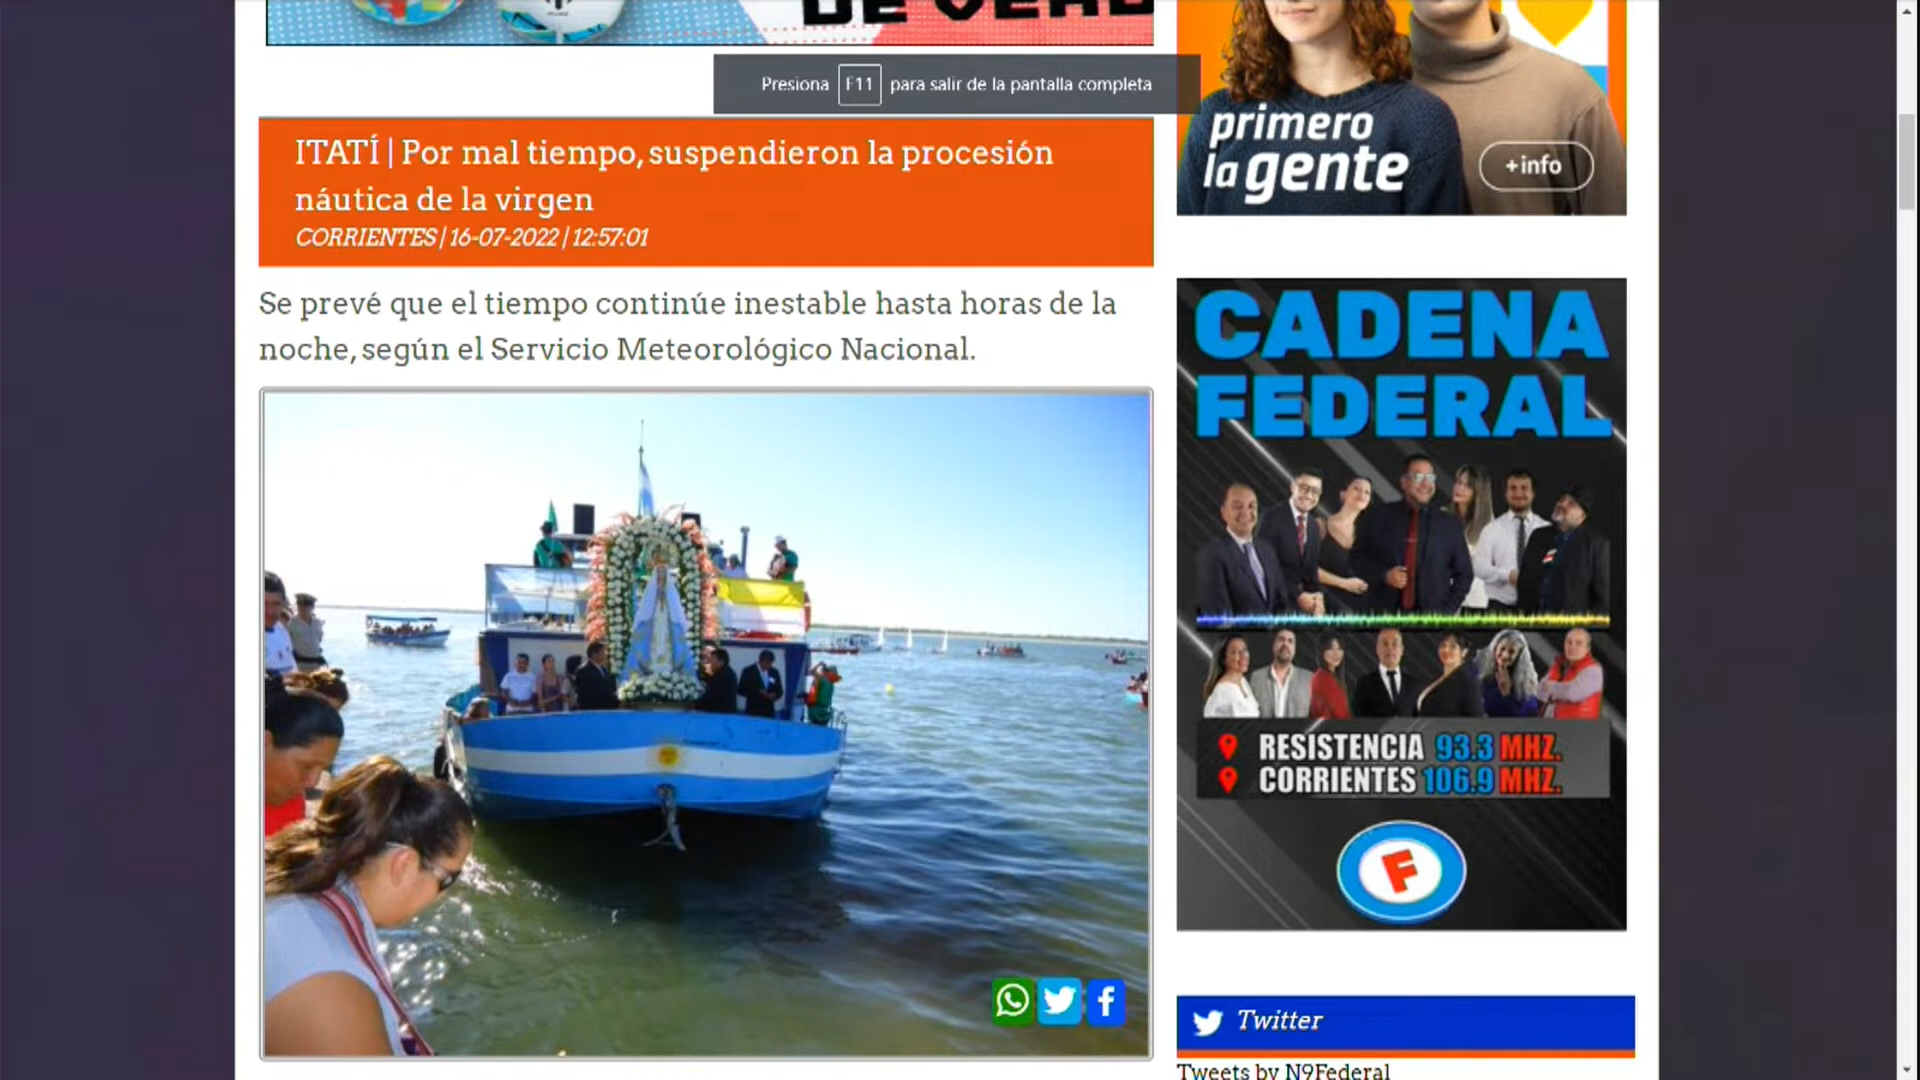 DE VERD
Presiona F11 para salir de la pantalla completa
ITATÍ | Por mal tiempo, suspendieron la procesión
náutica de la virgen
CORRIENTES | 16-07-2022 | 12:57:01
Se prevé que el tiempo continúe inestable hasta horas de la
noche, según el Servicio Meteorológico Nacional.
primero
la gente
+info
CADENA
FEDERAL
RESISTENCIA 93.3 MHZ.
CORRIENTES 106.9 MHZ.
F
Twitter
Tweets by N9Federal